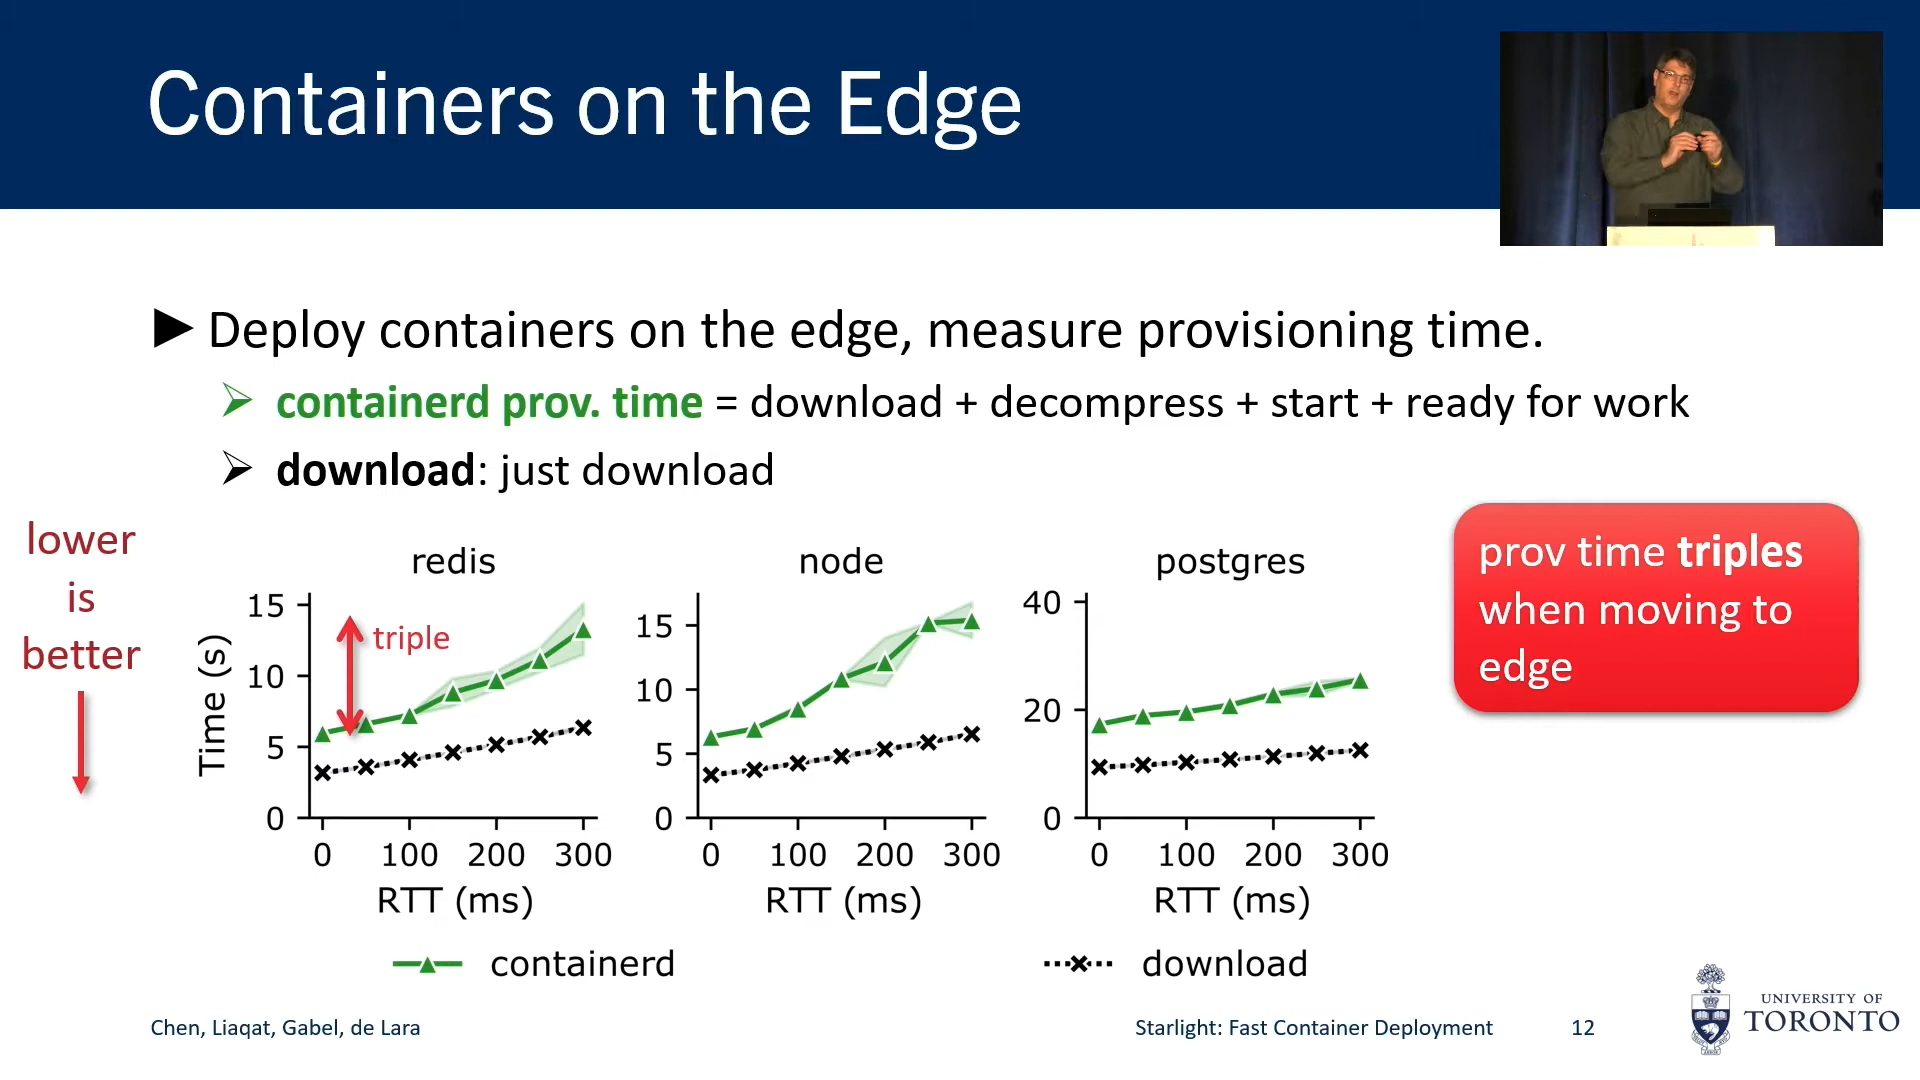 Containers on the Edge
Deploy containers on the edge, measure provisioning time.
containerd prov. time = download + decompress + start + ready for work
download: just download
lower
is
better
prov time triples
when moving to
edge
redis
Time (s)
15
10
5
0
triple
0 100 200 300
RTT (ms)
node
15
10
5
0
0 100 200 300
RTT (ms)
postgres
40
20
0
0 100 200 300
RTT (ms)
containerd
download
Chen, Liaqat, Gabel, de Lara
Starlight: Fast Container Deployment
12
UNIVERSITY OF
TORONTO